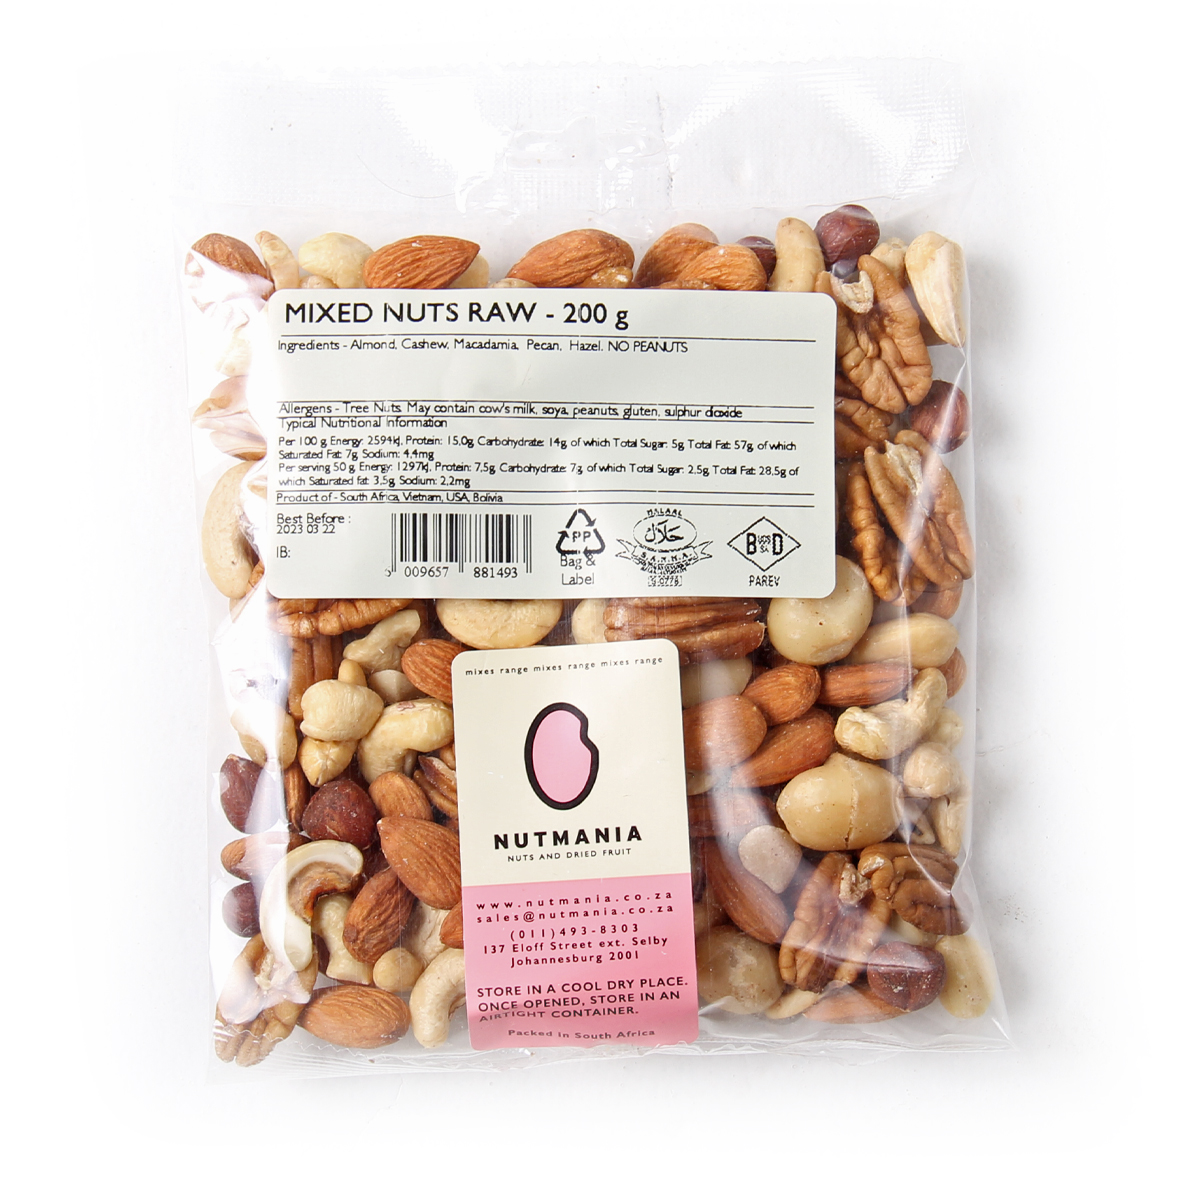 MIXED NUTS RAW - 200 g
Ingredients - Almond, Cashew, Macadamia, Pecan, Hazel. NO PEANUTS
Allergens - Tree Nuts. May contain cow's milk, soya, peanuts, gluten, sulphur dioxide
Typical Nutritional Information
Per 100 g, Energy: 2594kJ, Protein: 15,0g, Carbohydrate: 14g, of which Total Sugar: 5g, Total Fat: 57g, of which
Saturated Fat: 7g, Sodium: 4,4mg
Per serving 50 g, Energy: 1297kJ, Protein: 7,5g, Carbohydrate: 7g, of which Total Sugar: 2,5g, Total Fat: 28,5g of
which Saturated fat: 3,5g, Sodium: 2,2mg
Product of - South Africa, Vietnam, USA, Bolivia
Best Before :
2023 03 22
IB:
6 009657 881493
PP
Bag &
Label
HALAAL
حلال
S.A.N.H.A.
B UOS SA D
PAREV
mixes range mixes range mixes range
NUTMANIA
NUTS AND DRIED FRUIT
www.nutmania.co.za
sales@nutmania.co.za
(011)493-8303
137 Eloff Street ext. Selby
Johannesburg 2001
STORE IN A COOL DRY PLACE.
ONCE OPENED, STORE IN AN
AIRTIGHT CONTAINER.
Packed in South Africa